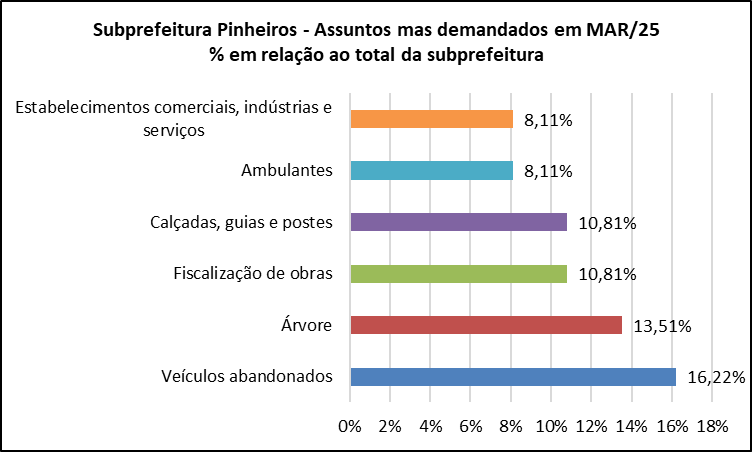 Subprefeitura Pinheiros - Assuntos mas demandados em MAR/25
% em relação ao total da subprefeitura
Estabelecimentos comerciais, indústrias e
serviços
8,11%
Ambulantes
8,11%
Calçadas, guias e postes
10,81%
Fiscalização de obras
10,81%
Árvore
13,51%
Veículos abandonados
16,22%
0% 2% 4% 6% 8% 10% 12% 14% 16% 18%